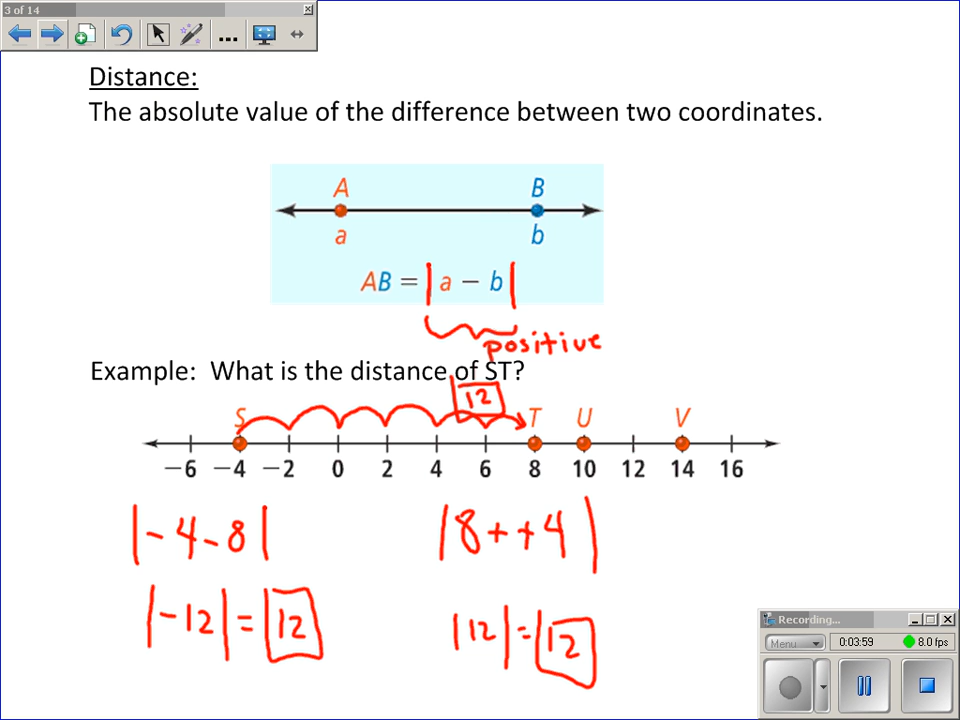 3 of 14
Distance:
The absolute value of the difference between two coordinates.
A B
a b
AB = |a − b|
positive
Example: What is the distance of ST?
12
S T U V
−6 −4 −2 0 2 4 6 8 10 12 14 16
|-4-8| |8++4|
|-12| = 12 |12| = 12
Recording...
Menu 0:03:59 8.0 fps